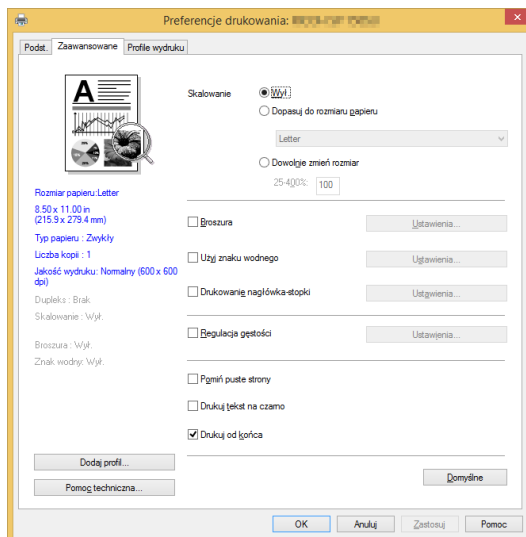 Preferencje drukowania:
Podst.
Zaawansowane
Profile wydruku
A
Skalowanie
Wył.
Dopasuj do rozmiaru papieru
Letter
Dowolnie zmień rozmiar
25-400%:
100
Rozmiar papieru:Letter
8.50 x 11.00 in
(215.9 x 279.4 mm)
Typ papieru : Zwykły
Liczba kopii : 1
Jakość wydruku: Normalny (600 x 600
dpi)
Dupleks : Brak
Skalowanie : Wył.
Broszura : Wył.
Znak wodny: Wył.
Broszura
Ustawienia...
Użyj znaku wodnego
Ustawienia...
Drukowanie nagłówka-stopki
Ustawienia...
Regulacja gęstości
Ustawienia...
Pomiń puste strony
Drukuj tekst na czarno
Drukuj od końca
Dodaj profil...
Pomoc techniczna...
Domyślne
OK
Anuluj
Zastosuj
Pomoc